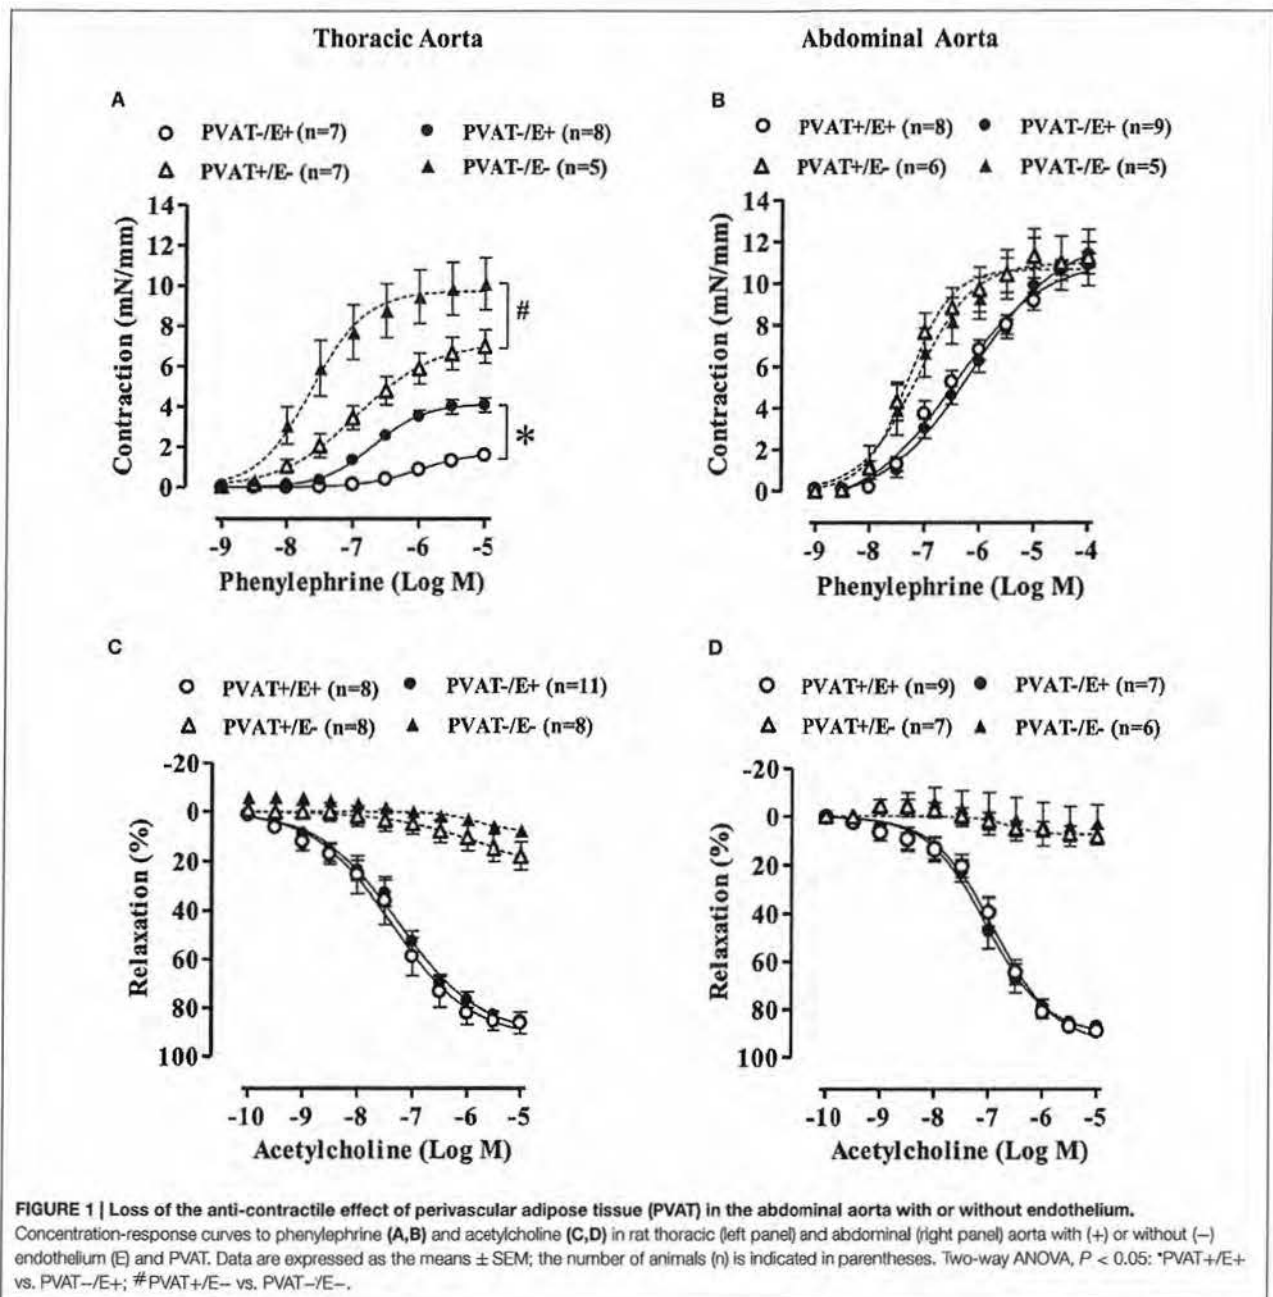 Thoracic Aorta
Abdominal Aorta
A
PVAT-/E+ (n=7)
PVAT-/E+ (n=8)
PVAT+/E- (n=7)
PVAT-/E- (n=5)
14
12
10
8
6
4
2
0
Contraction (mN/mm)
#
*
-9
-8
-7
-6
-5
Phenylephrine (Log M)
B
PVAT+/E+ (n=8)
PVAT-/E+ (n=9)
PVAT+/E- (n=6)
PVAT-/E- (n=5)
14
12
10
8
6
4
2
0
Contraction (mN/mm)
-9
-8
-7
-6
-5
-4
Phenylephrine (Log M)
C
PVAT+/E+ (n=8)
PVAT-/E+ (n=11)
PVAT+/E- (n=8)
PVAT-/E- (n=8)
-20
0
20
40
60
80
100
Relaxation (%)
-10
-9
-8
-7
-6
-5
Acetylcholine (Log M)
D
PVAT+/E+ (n=9)
PVAT-/E+ (n=7)
PVAT+/E- (n=7)
PVAT-/E- (n=6)
-20
0
20
40
60
80
100
Relaxation (%)
-10
-9
-8
-7
-6
-5
Acetylcholine (Log M)
FIGURE 1 | Loss of the anti-contractile effect of perivascular adipose tissue (PVAT) in the abdominal aorta with or without endothelium.
Concentration-response curves to phenylephrine (A,B) and acetylcholine (C,D) in rat thoracic (left panel) and abdominal (right panel) aorta with (+) or without (−)
endothelium (E) and PVAT. Data are expressed as the means ± SEM; the number of animals (n) is indicated in parentheses. Two-way ANOVA, P < 0.05: *PVAT+/E+
vs. PVAT−/E+; #PVAT+/E− vs. PVAT−/E−.